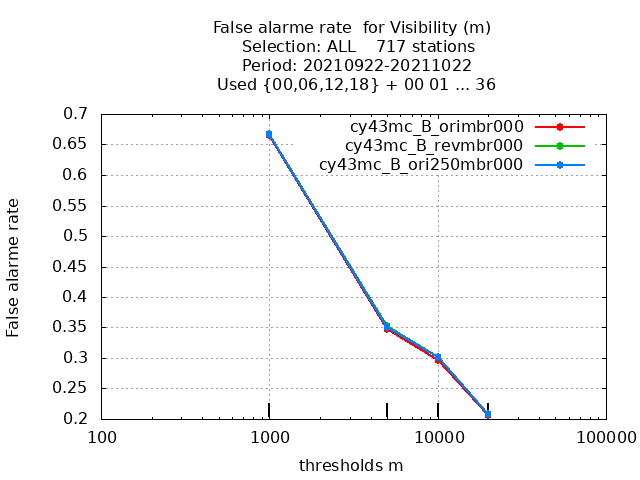 False alarme rate  for Visibility (m)
Selection: ALL    717 stations
Period: 20210922-20211022
Used {00,06,12,18} + 00 01 ... 36
cy43mc_B_orimbr000
cy43mc_B_revmbr000
cy43mc_B_ori250mbr000
False alarme rate
0.7
0.65
0.6
0.55
0.5
0.45
0.4
0.35
0.3
0.25
0.2
100 1000 10000 100000
thresholds m